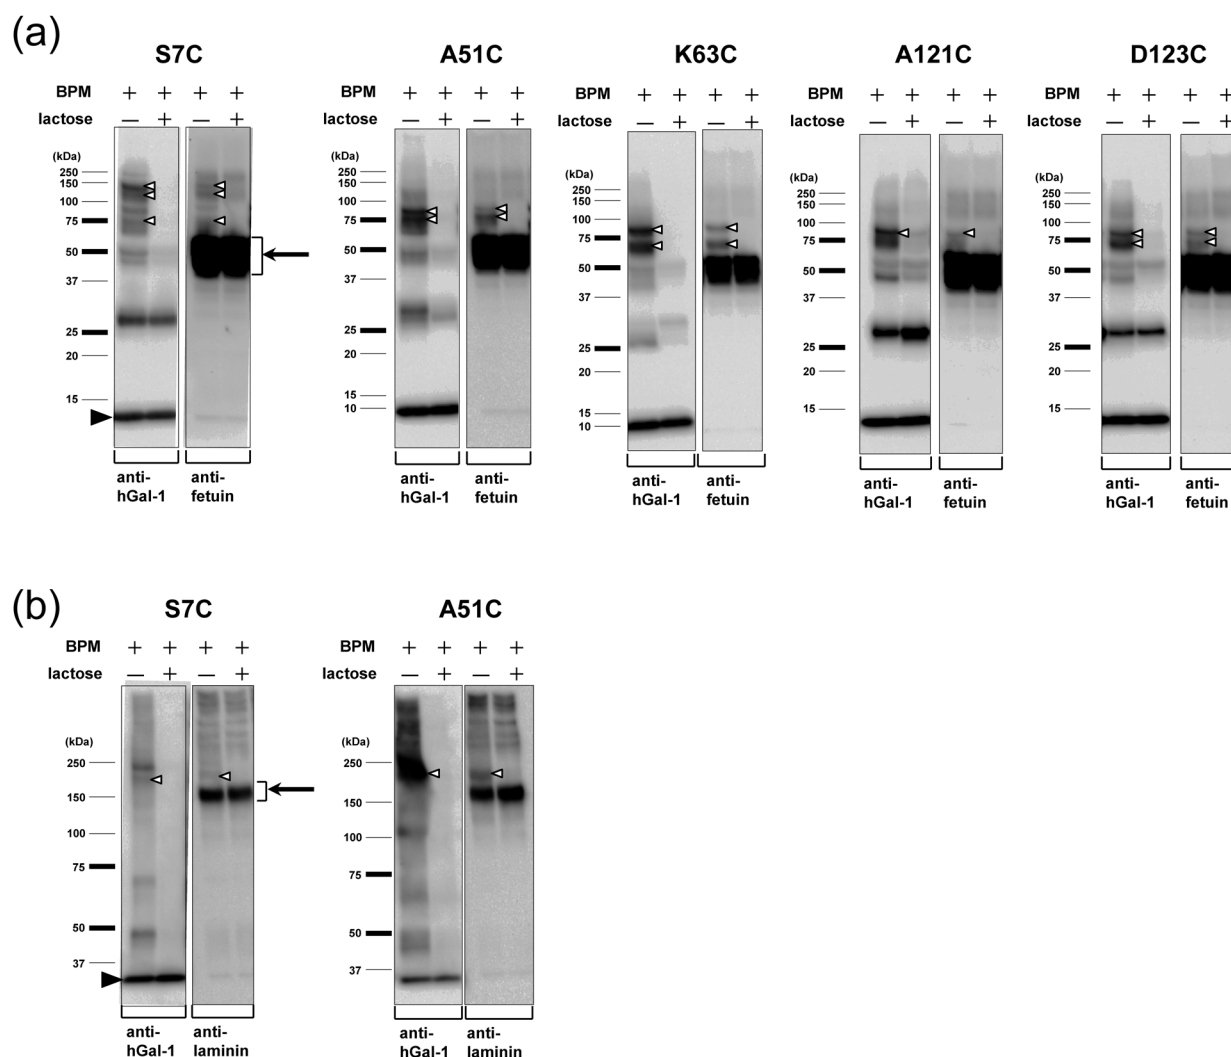 (a)
S7C A51C K63C A121C D123C
BPM + + + + BPM + + + + BPM + + + + BPM + + + + BPM + + + +
lactose — + — + lactose — + — + lactose — + — + lactose — + — + lactose — + — +
(kDa) (kDa) (kDa) (kDa) (kDa)
250 250 250 250 250
150 150 150 150 150
100 100 100 100 100
75 75 75 75 75
50 50 50 50 50
37 37 37 37 37
25 25 25 25 25
20 20 20 20 20
15 15 15 15 15
10 10
anti- anti- anti- anti- anti- anti- anti- anti- anti- anti-
hGal-1 fetuin hGal-1 fetuin hGal-1 fetuin hGal-1 fetuin hGal-1 fetuin
(b)
S7C A51C
BPM + + + + BPM + + + +
lactose — + — + lactose — + — +
(kDa) (kDa)
250 250
150 150
100 100
75 75
50 50
37 37
anti- anti- anti- anti-
hGal-1 laminin hGal-1 laminin